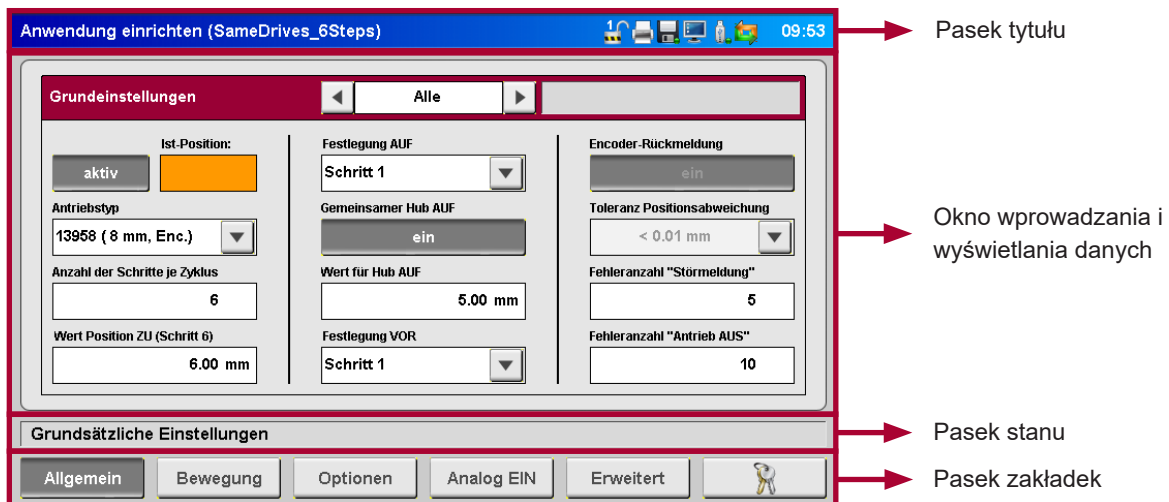 Anwendung einrichten (SameDrives_6Steps)
09:53
Pasek tytułu
Grundeinstellungen
Alle
Ist-Position:
aktiv
Antriebstyp
13958 ( 8 mm, Enc.)
Anzahl der Schritte je Zyklus
6
Wert Position ZU (Schritt 6)
6.00 mm
Festlegung AUF
Schritt 1
Gemeinsamer Hub AUF
ein
Wert für Hub AUF
5.00 mm
Festlegung VOR
Schritt 1
Encoder-Rückmeldung
ein
Toleranz Positionsabweichung
< 0.01 mm
Fehleranzahl "Störmeldung"
5
Fehleranzahl "Antrieb AUS"
10
Okno wprowadzania i
wyświetlania danych
Grundsätzliche Einstellungen
Pasek stanu
Allgemein
Bewegung
Optionen
Analog EIN
Erweitert
Pasek zakładek